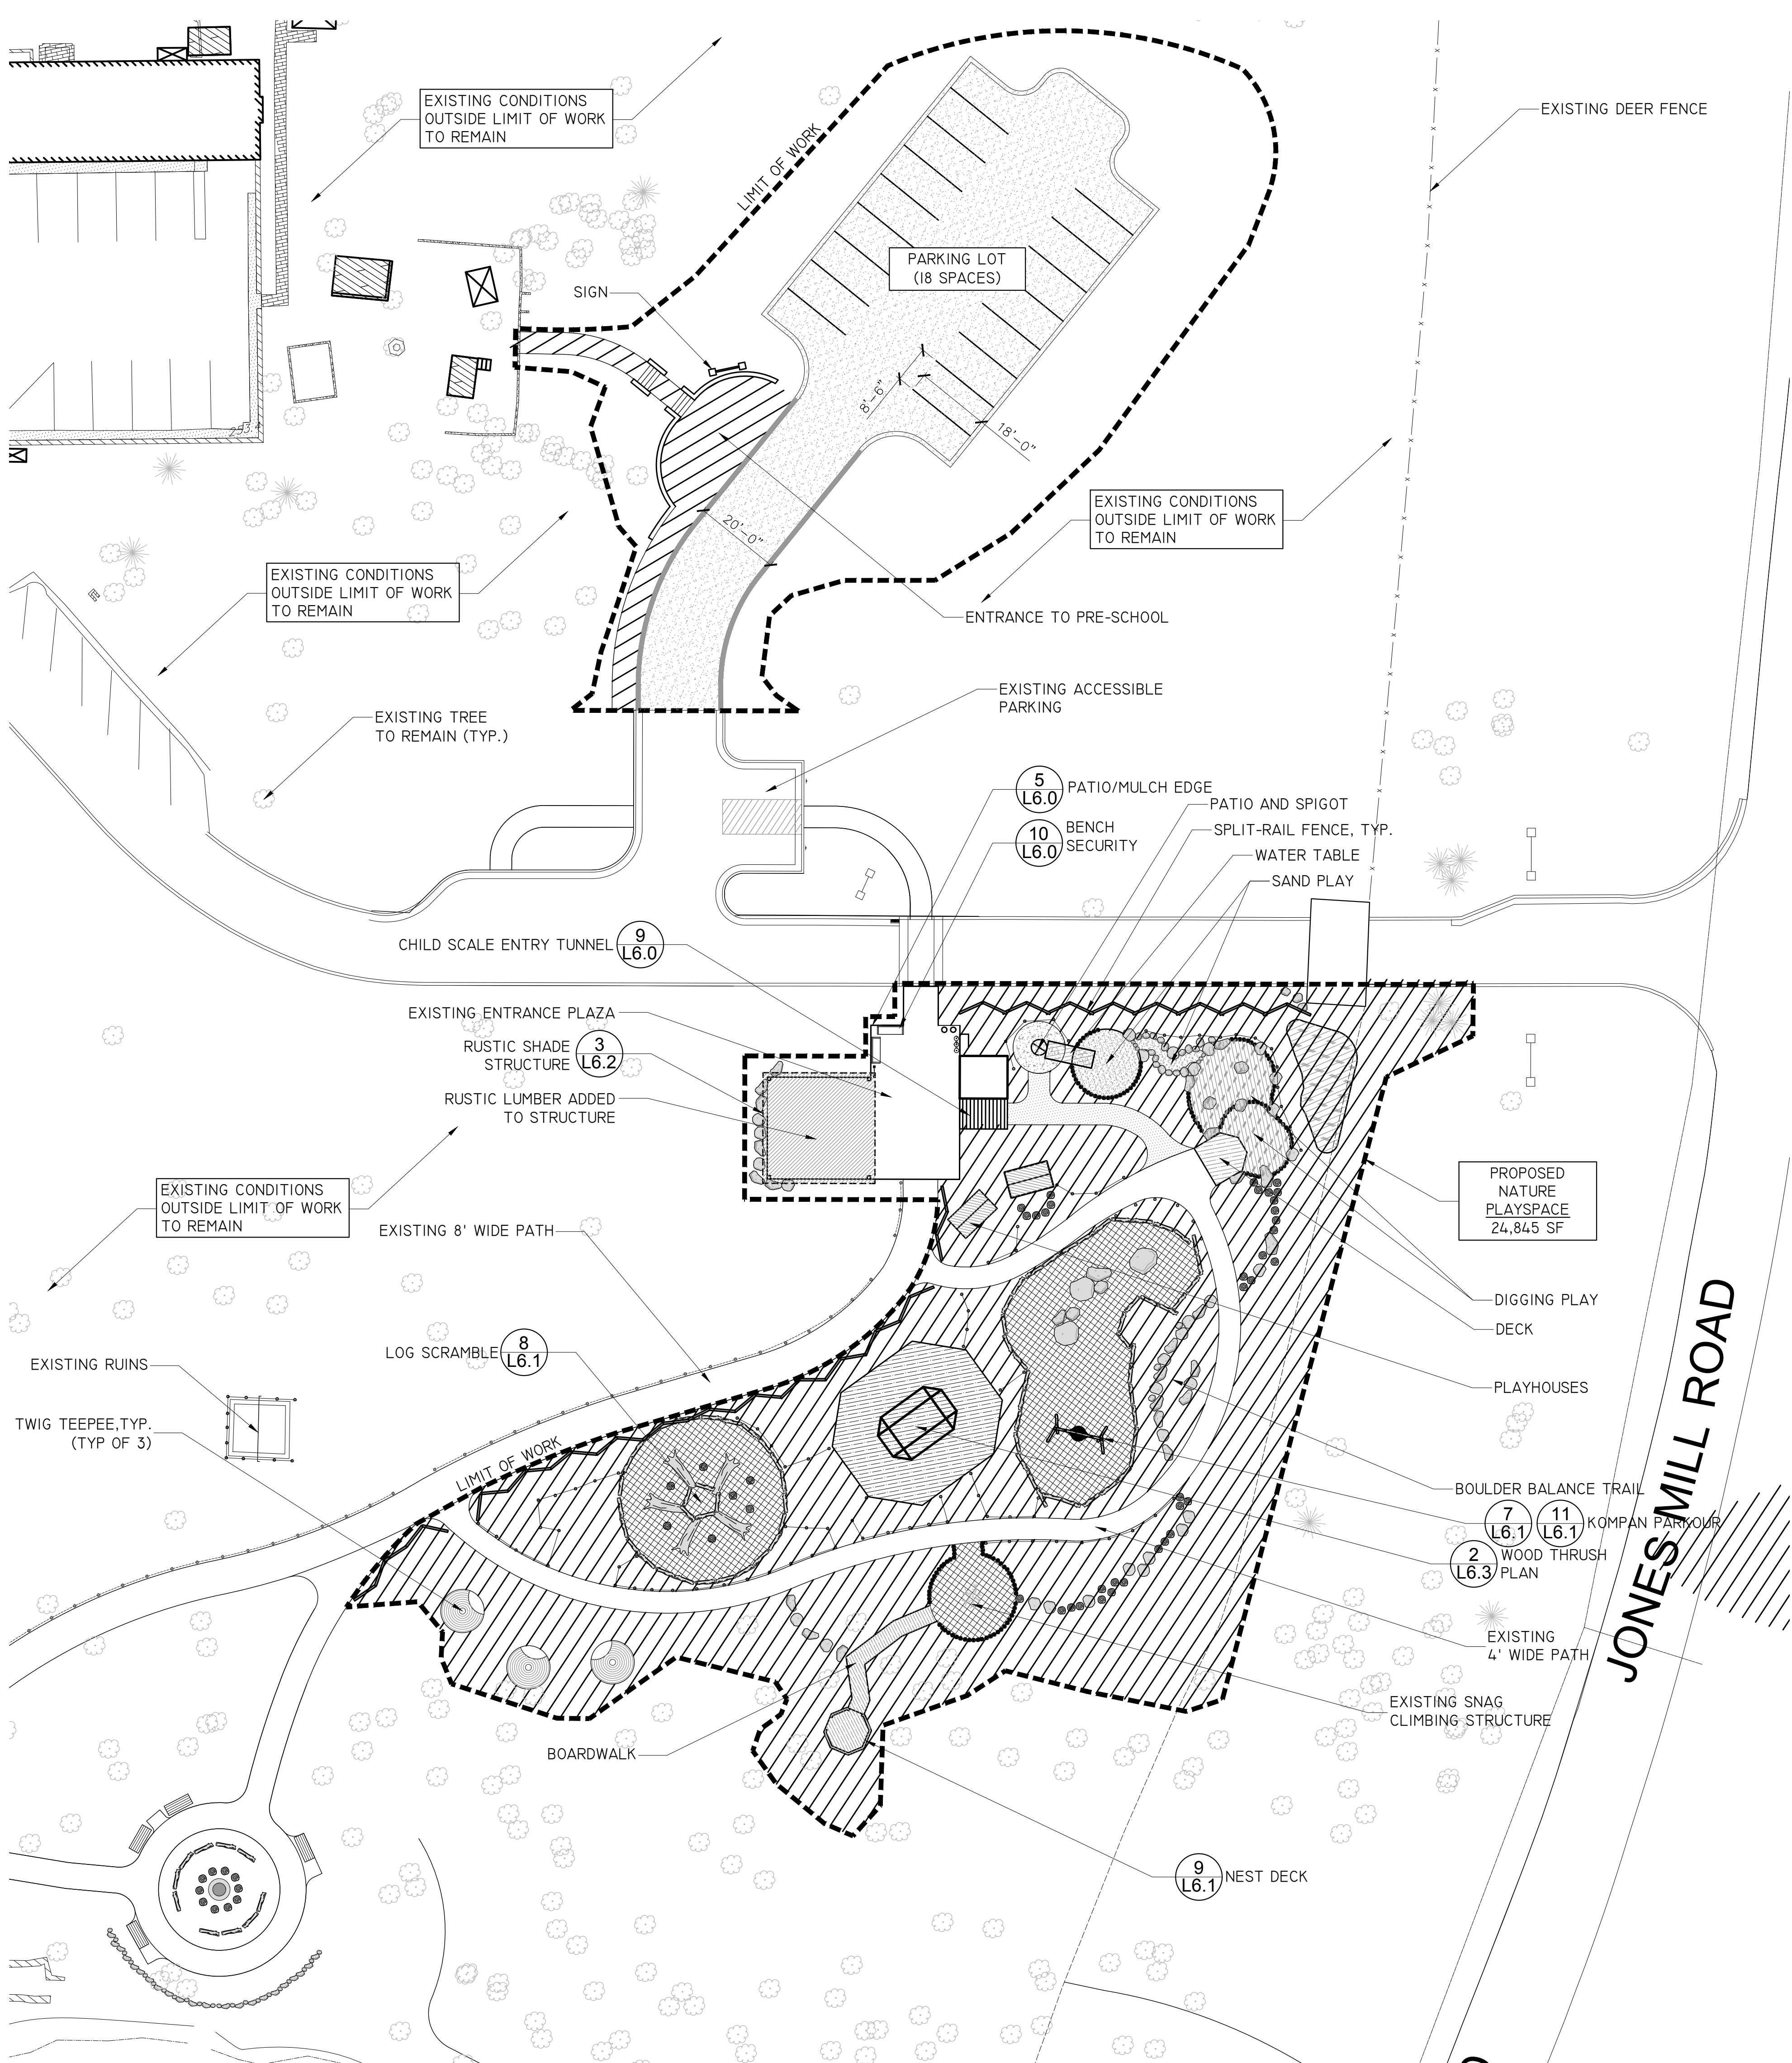 EXISTING CONDITIONS
OUTSIDE LIMIT OF WORK
TO REMAIN
EXISTING DEER FENCE
LIMIT OF WORK
PARKING LOT
(18 SPACES)
SIGN
8'-6"
18'-0"
EXISTING CONDITIONS
OUTSIDE LIMIT OF WORK
TO REMAIN
20'-0"
EXISTING CONDITIONS
OUTSIDE LIMIT OF WORK
TO REMAIN
ENTRANCE TO PRE-SCHOOL
EXISTING ACCESSIBLE
PARKING
EXISTING TREE
TO REMAIN (TYP.)
5
L6.0
PATIO/MULCH EDGE
PATIO AND SPIGOT
10
L6.0
BENCH
SECURITY
SPLIT-RAIL FENCE, TYP.
WATER TABLE
SAND PLAY
CHILD SCALE ENTRY TUNNEL
9
L6.0
EXISTING ENTRANCE PLAZA
RUSTIC SHADE
STRUCTURE
3
L6.2
RUSTIC LUMBER ADDED
TO STRUCTURE
EXISTING CONDITIONS
OUTSIDE LIMIT OF WORK
TO REMAIN
PROPOSED
NATURE
PLAYSPACE
24,845 SF
EXISTING 8' WIDE PATH
DIGGING PLAY
DECK
LOG SCRAMBLE
8
L6.1
EXISTING RUINS
PLAYHOUSES
TWIG TEEPEE,TYP.
(TYP OF 3)
LIMIT OF WORK
BOULDER BALANCE TRAIL
7
L6.1
11
L6.1
KOMPAN PARKOUR
2
L6.3
WOOD THRUSH
PLAN
JONES MILL ROAD
EXISTING
4' WIDE PATH
EXISTING SNAG
CLIMBING STRUCTURE
BOARDWALK
9
L6.1
NEST DECK